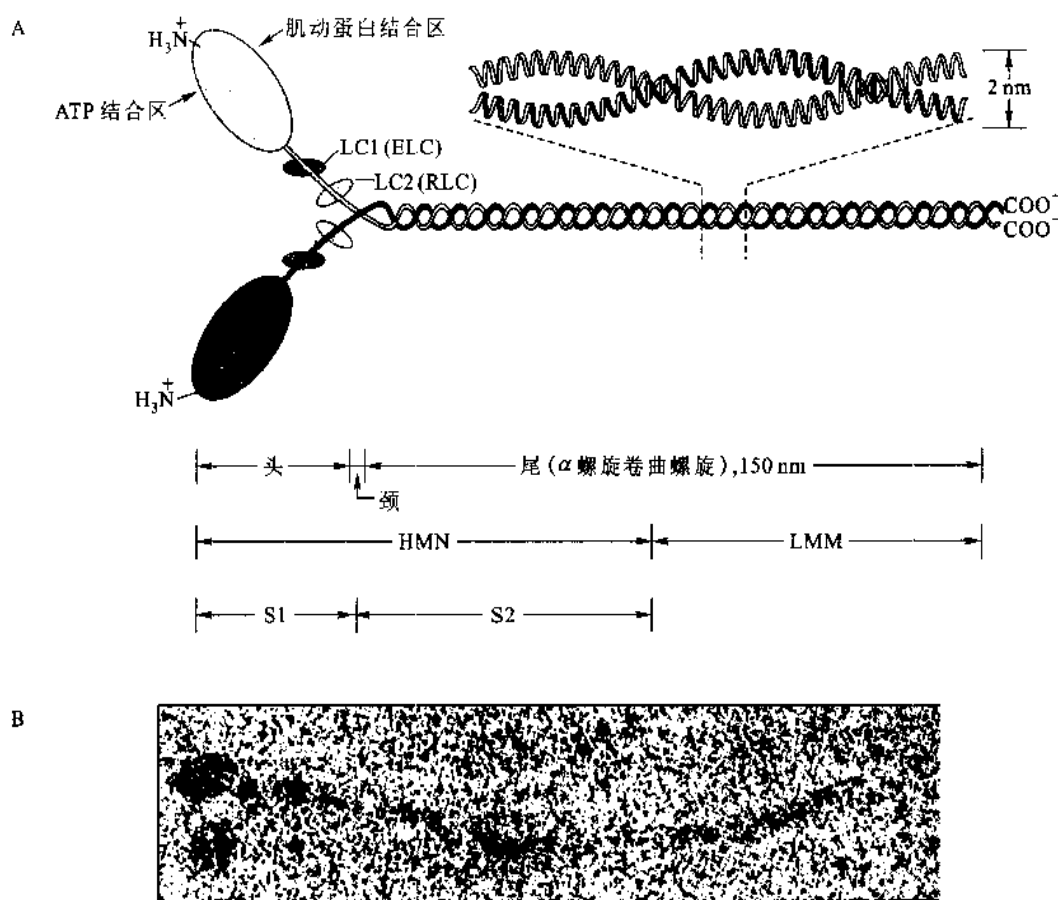 A
H₃N⁺
肌动蛋白结合区
ATP 结合区
2 nm
LC1 (ELC)
LC2 (RLC)
COO⁻
COO⁻
H₃N⁺
头
尾 (α 螺旋卷曲螺旋), 150 nm
颈
HMN
LMM
S1
S2
B